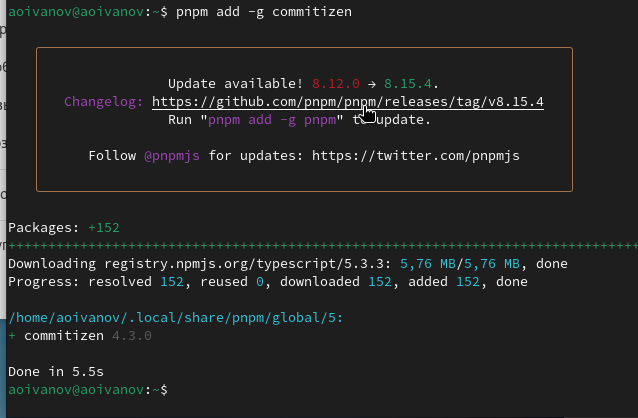 aoivanov@aoivanov:~$ pnpm add -g commitizen
Update available! 8.12.0 → 8.15.4.
Changelog: https://github.com/pnpm/pnpm/releases/tag/v8.15.4
Run "pnpm add -g pnpm" to update.
Follow @pnpmjs for updates: https://twitter.com/pnpmjs
Packages: +152
++++++++++++++++++++++++++++++++++++++++++++++++++++++++++++++++++++++++++++++
Downloading registry.npmjs.org/typescript/5.3.3: 5,76 MB/5,76 MB, done
Progress: resolved 152, reused 0, downloaded 152, added 152, done
/home/aoivanov/.local/share/pnpm/global/5:
+ commitizen 4.3.0
Done in 5.5s
aoivanov@aoivanov:~$